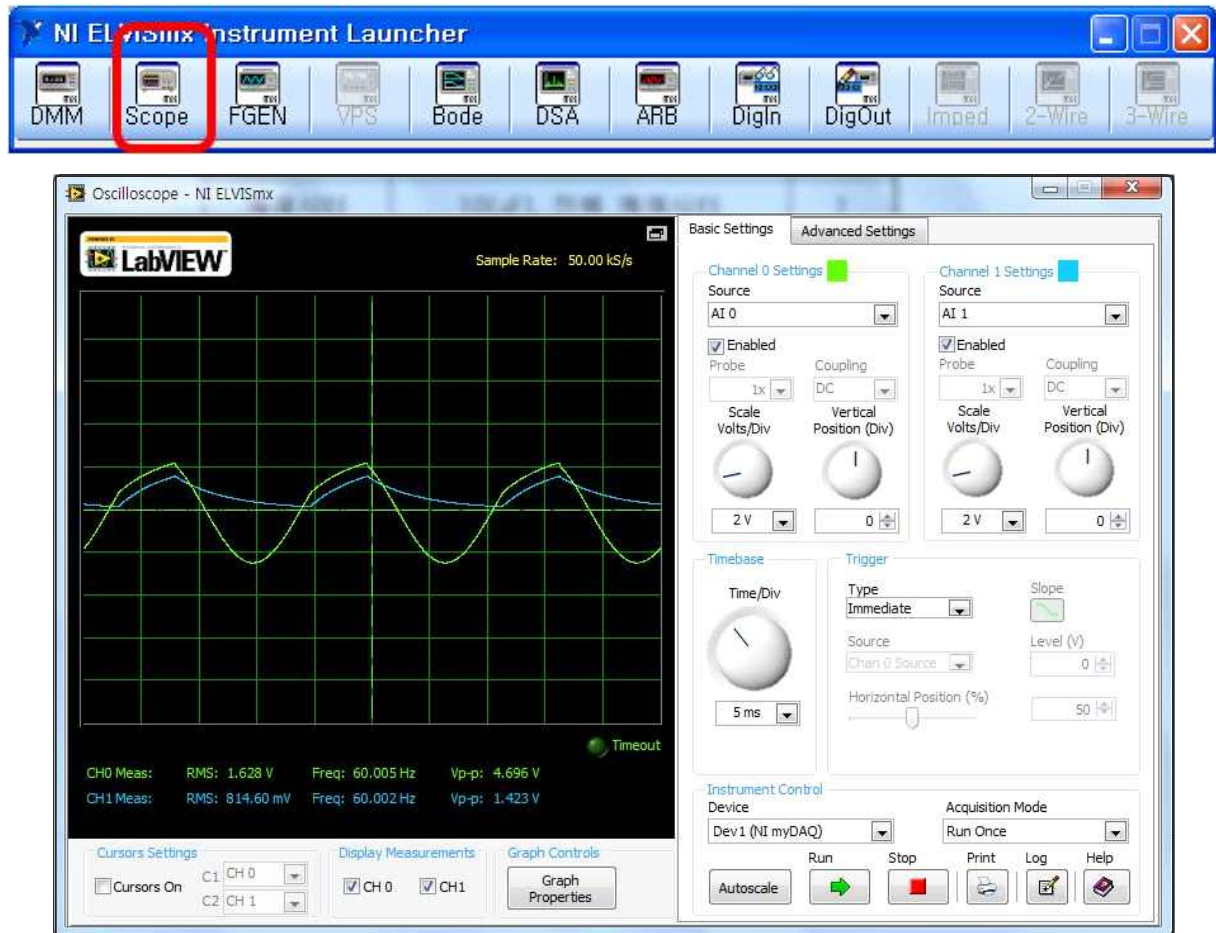 NI ELVISmx Instrument Launcher
DMM Scope FGEN VPS Bode DSA ARB DigIn DigOut Imped 2-Wire 3-Wire
Oscilloscope - NI ELVISmx
LabVIEW
Sample Rate: 50.00 kS/s
Timeout
CH0 Meas: RMS: 1.628 V Freq: 60.005 Hz Vp-p: 4.696 V
CH1 Meas: RMS: 814.60 mV Freq: 60.002 Hz Vp-p: 1.423 V
Cursors Settings
Cursors On
C1 CH 0
C2 CH 1
Display Measurements
CH 0 CH1
Graph Controls
Graph
Properties
Basic Settings Advanced Settings
Channel 0 Settings
Source
AI 0
Enabled
Probe Coupling
1x DC
Scale Vertical
Volts/Div Position (Div)
2 V 0
Channel 1 Settings
Source
AI 1
Enabled
Probe Coupling
1x DC
Scale Vertical
Volts/Div Position (Div)
2 V 0
Timebase
Time/Div
5 ms
Trigger
Type Slope
Immediate
Source Level (V)
Chan 0 Source 0
Horizontal Position (%)
50
Instrument Control
Device Acquisition Mode
Dev1 (NI myDAQ) Run Once
Run Stop Print Log Help
Autoscale